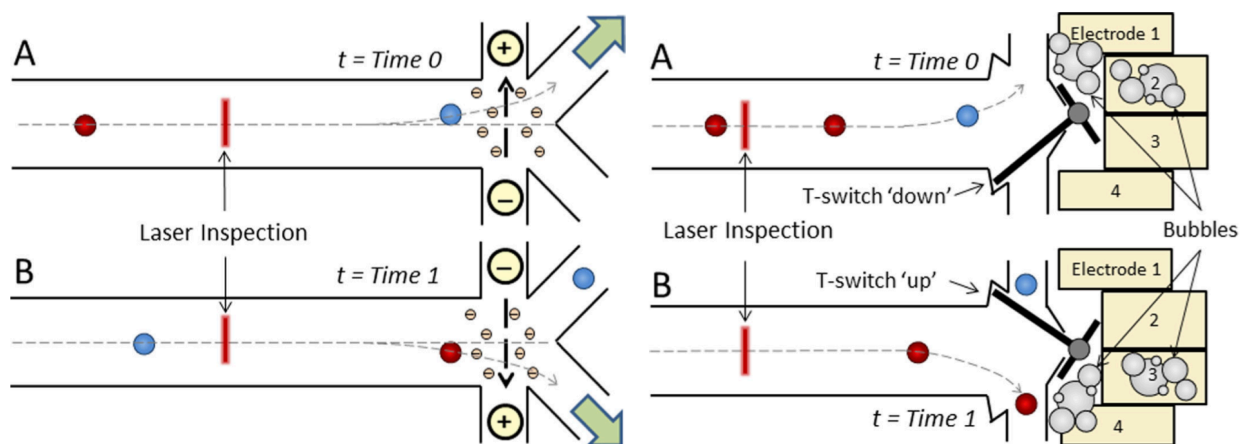 A
t = Time 0
+
−
Laser Inspection
B
t = Time 1
−
+
A
t = Time 0
Electrode 1
2
3
4
T-switch ‘down’
Laser Inspection
Bubbles
B
T-switch ‘up’
Electrode 1
2
3
4
t = Time 1